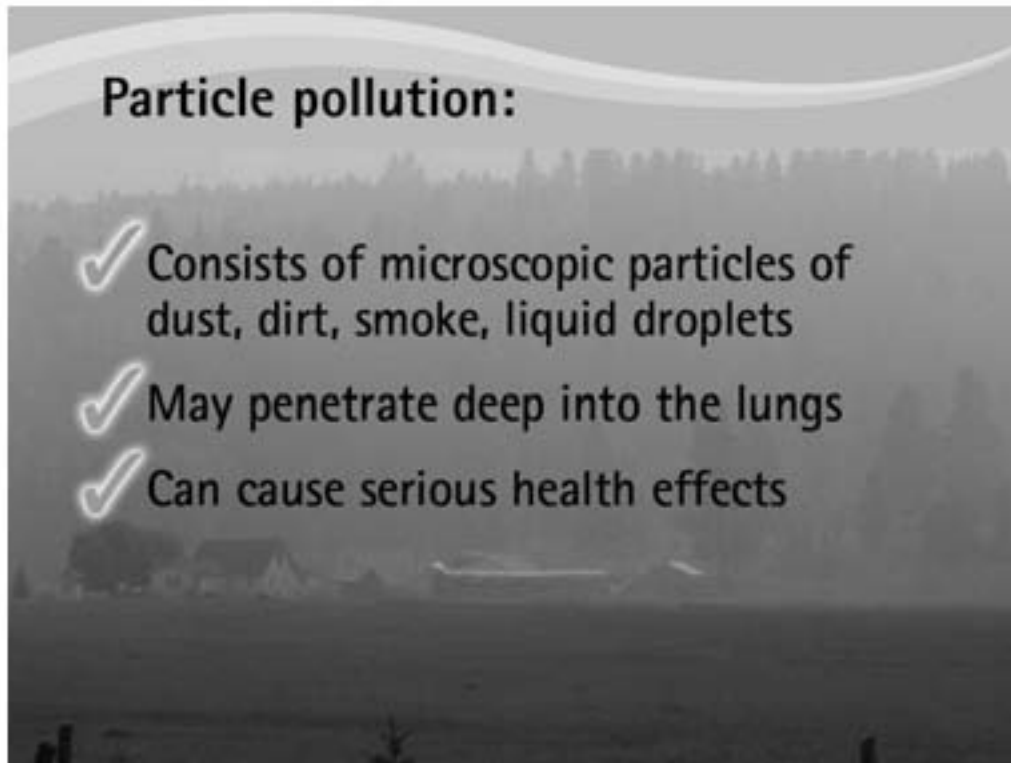 Particle pollution:
Consists of microscopic particles of
dust, dirt, smoke, liquid droplets
May penetrate deep into the lungs
Can cause serious health effects